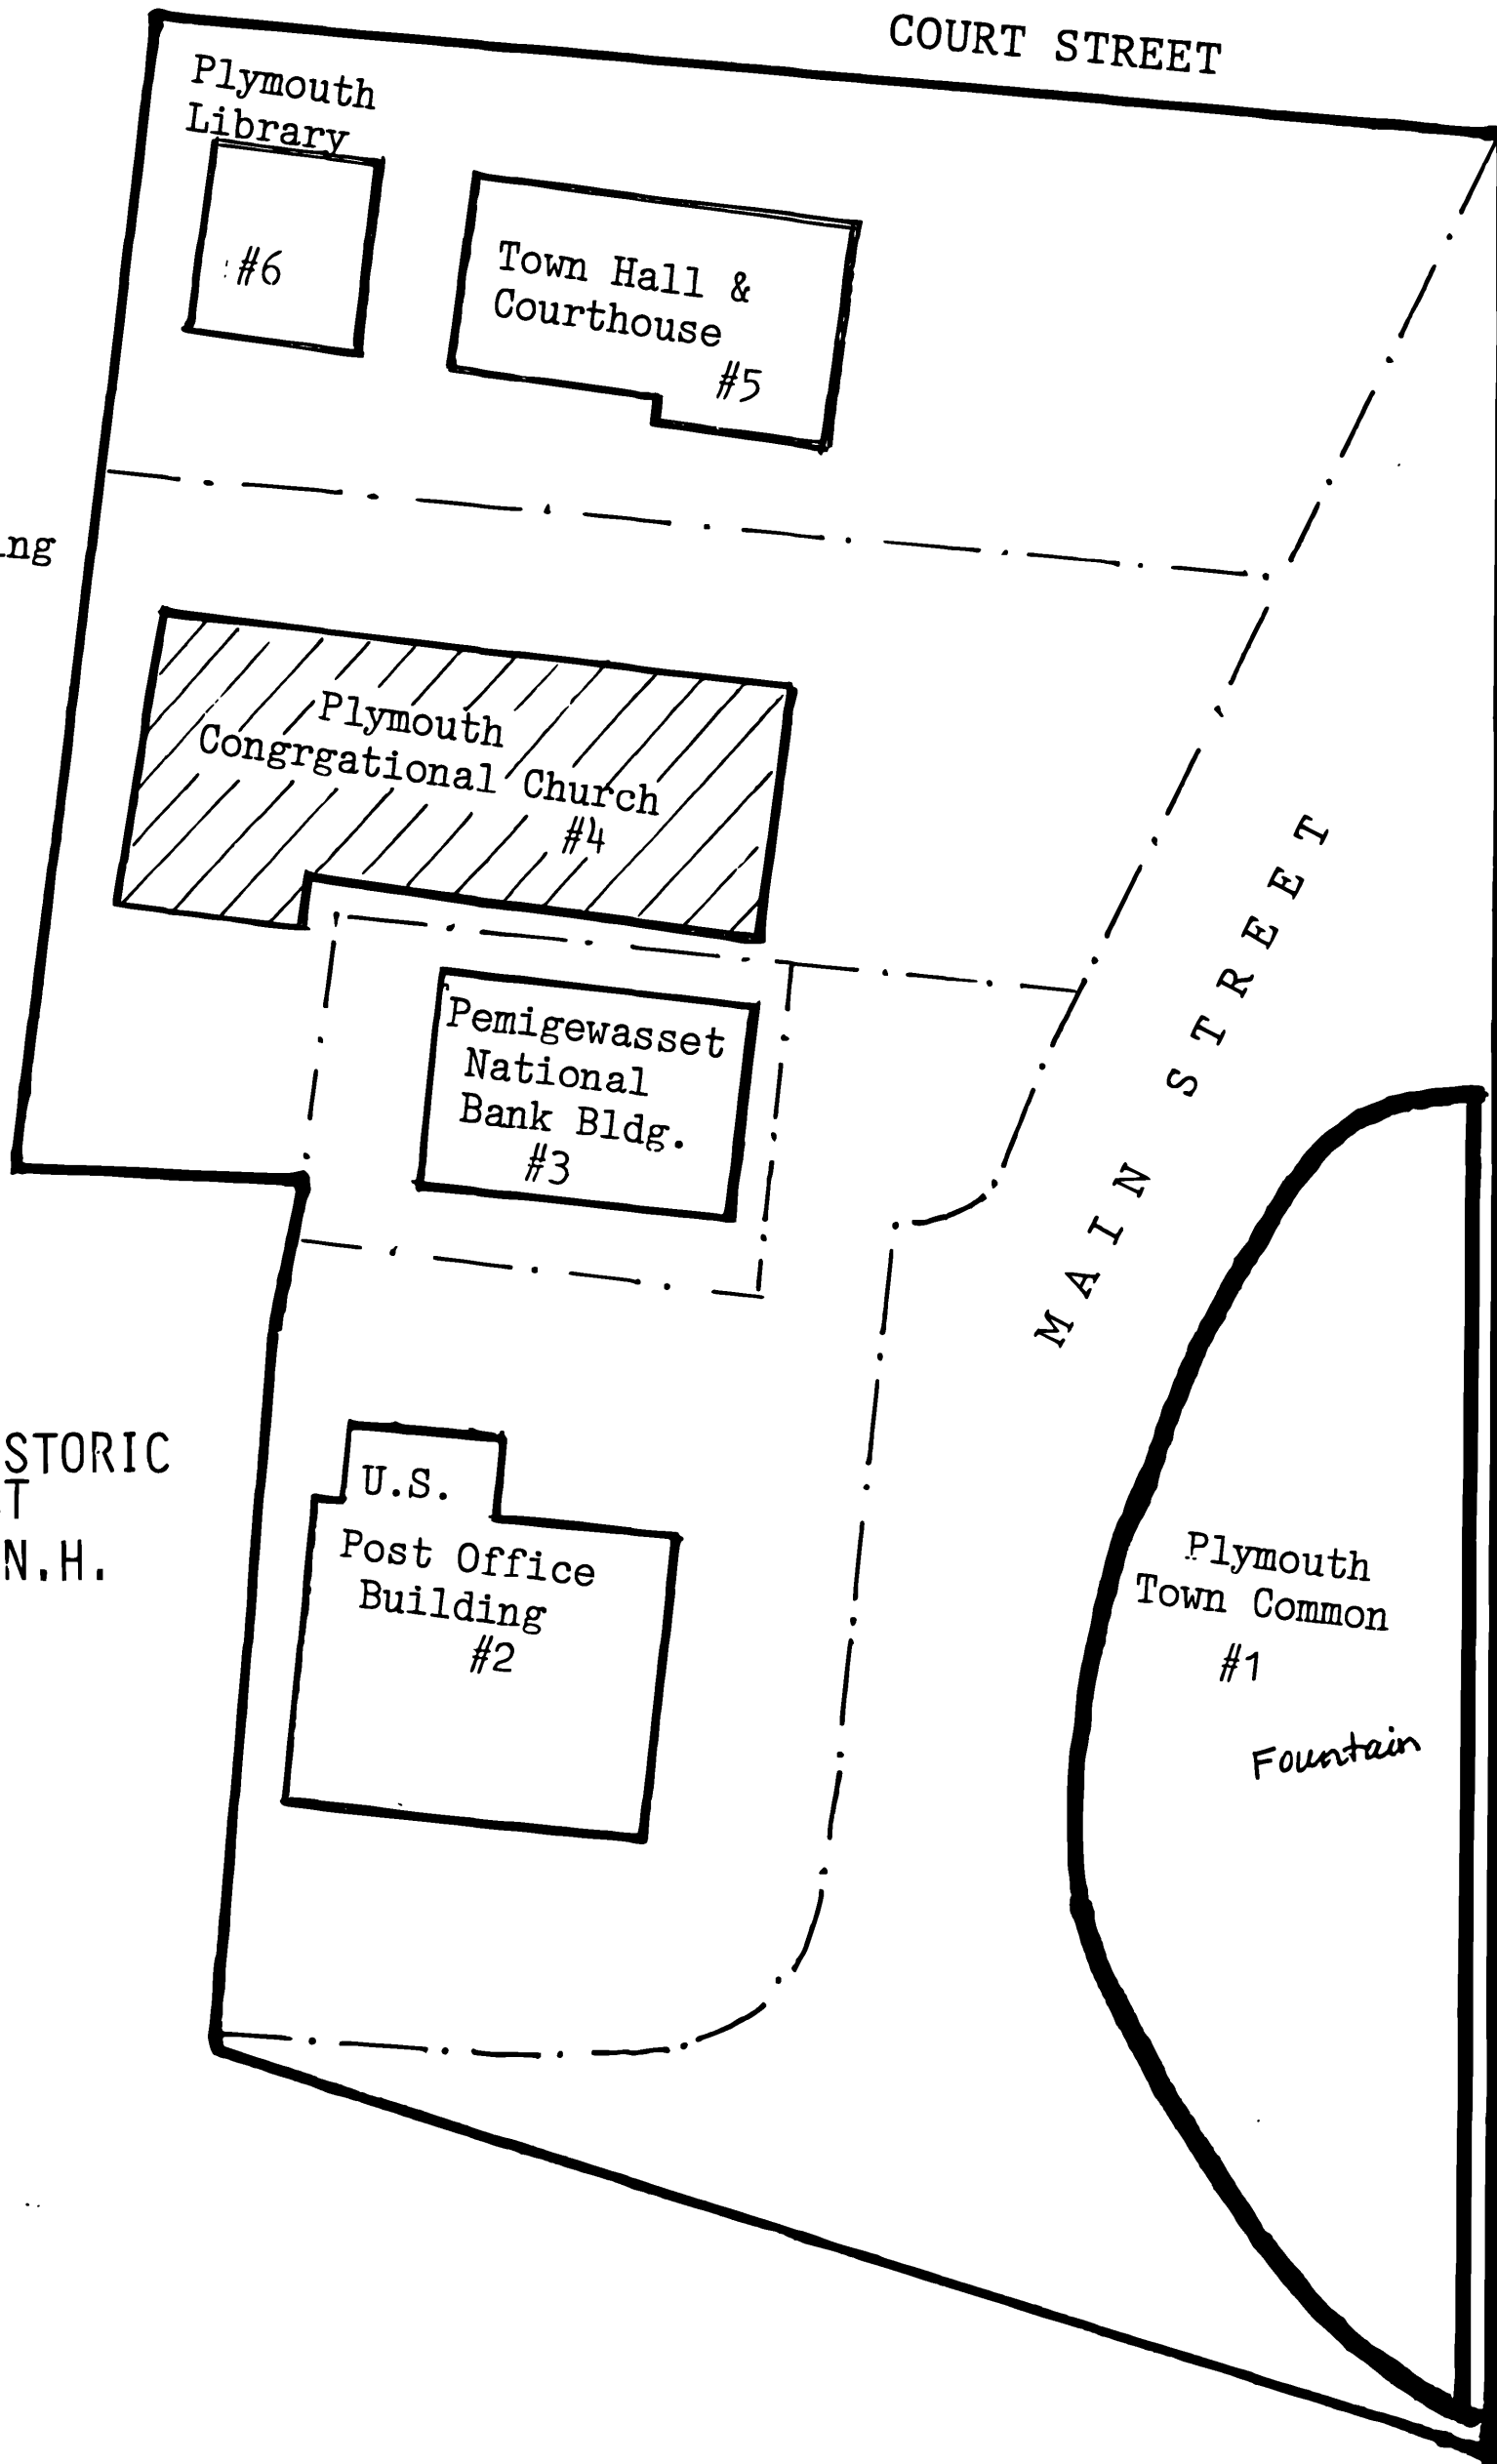 COURT STREET
Plymouth
Library
#6
Town Hall &
Courthouse
#5
ng
Plymouth
Congrgational Church
#4
Pemigewasset
National
Bank Bldg.
#3
MAIN STREET
STORIC
T
N.H.
U.S.
Post Office
Building
#2
Plymouth
Town Common
#1
Fountain